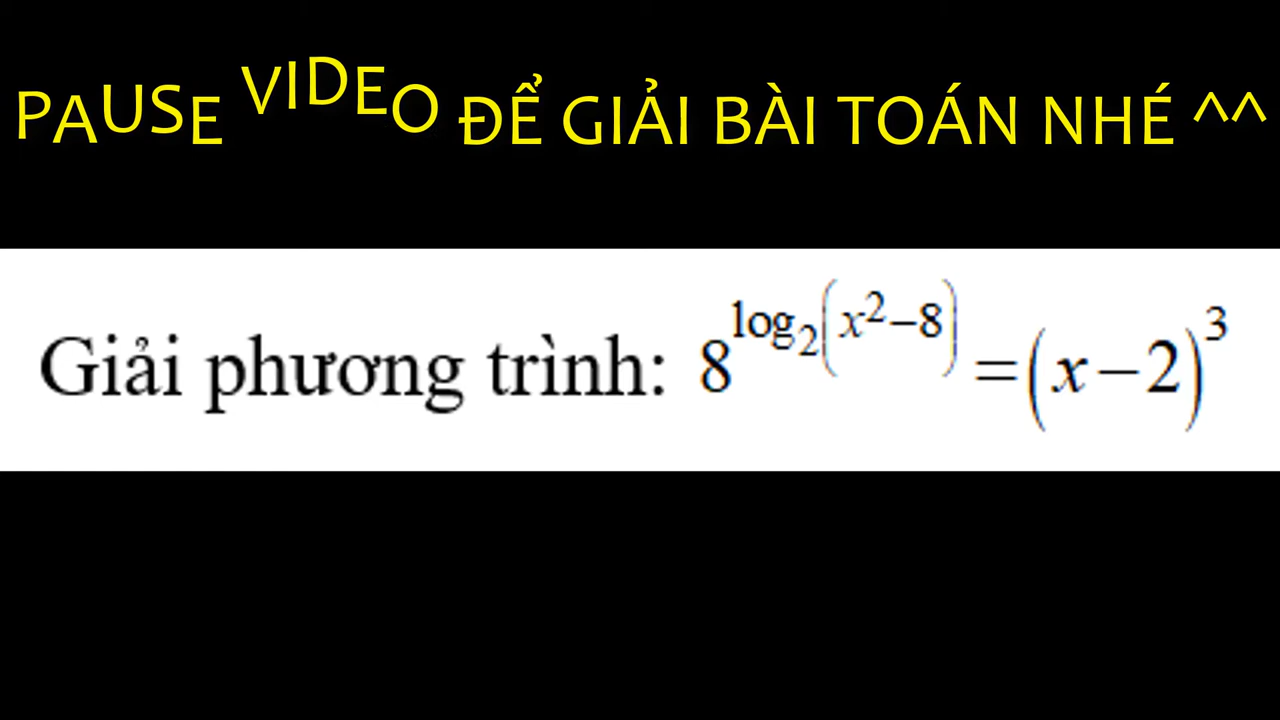 PAUSE VIDEO ĐỂ GIẢI BÀI TOÁN NHÉ ^^
Giải phương trình: 8^{log_2(x^2-8)} = (x-2)^3